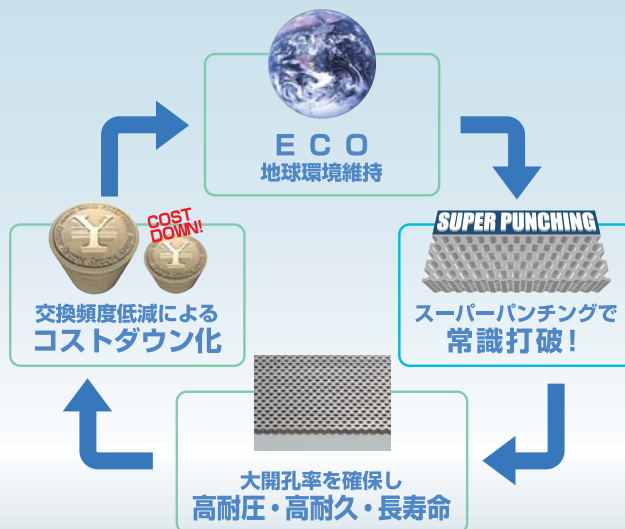 ECO
地球環境維持
SUPER PUNCHING
スーパーパンチングで
常識打破!
大開孔率を確保し
高耐圧・高耐久・長寿命
COST
DOWN!
交換頻度低減による
コストダウン化